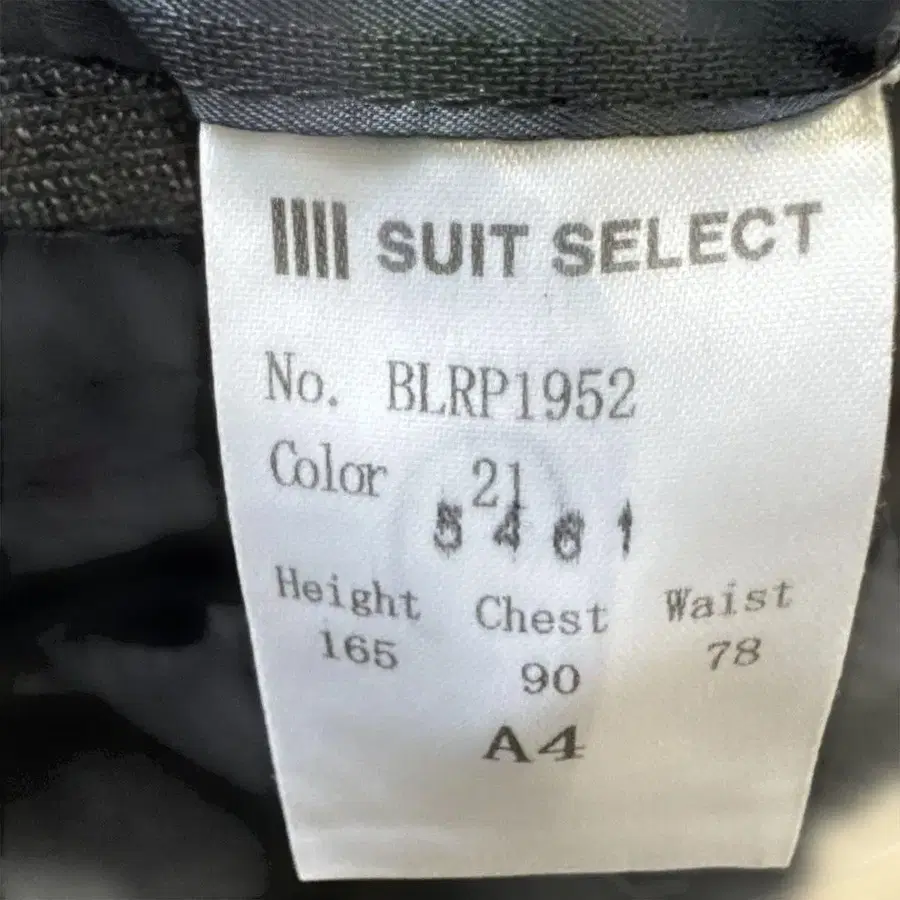 SUIT SELECT
No. BLRP1952
Color 21
5461
Height Chest Waist
165 90 78
A4